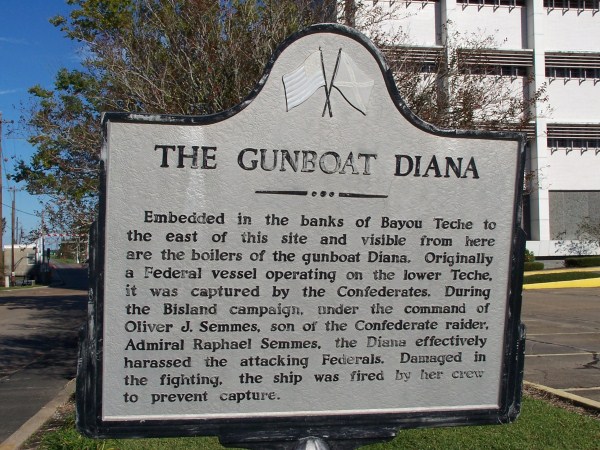 THE GUNBOAT DIANA
Embedded in the banks of Bayou Teche to
the east of this site and visible from here
are the boilers of the gunboat Diana. Originally
a Federal vessel operating on the lower Teche,
it was captured by the Confederates. During
the Bisland campaign, under the command of
Oliver J. Semmes, son of the Confederate raider,
Admiral Raphael Semmes, the Diana effectively
harassed the attacking Federals. Damaged in
the fighting, the ship was fired by her crew
to prevent capture.